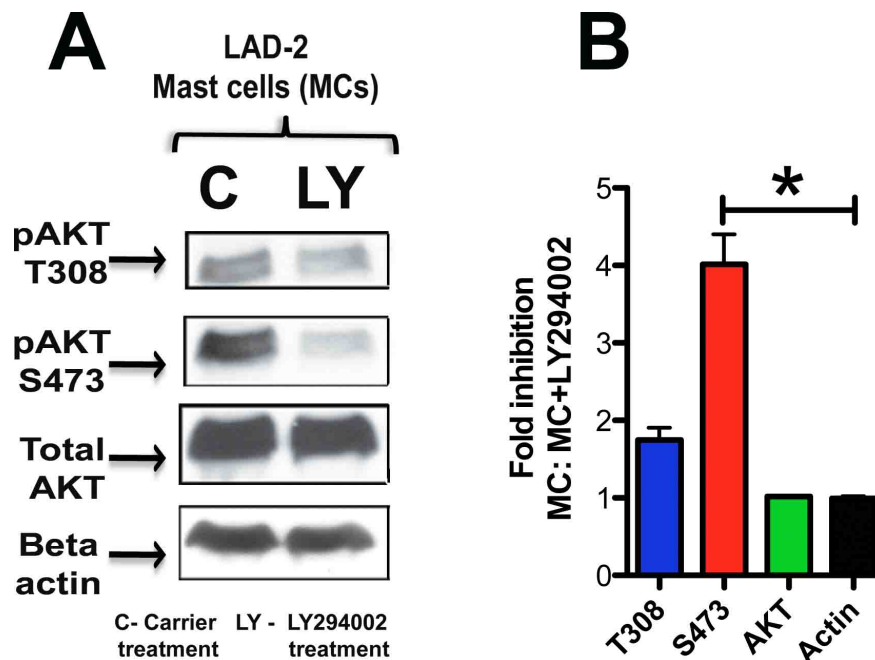 A
LAD-2
Mast cells (MCs)
C LY
pAKT
T308
pAKT
S473
Total
AKT
Beta
actin
C- Carrier LY - LY294002
treatment treatment
B
Fold inhibition
MC: MC+LY294002
5
4
3
2
1
0
*
T308
S473
AKT
Actin